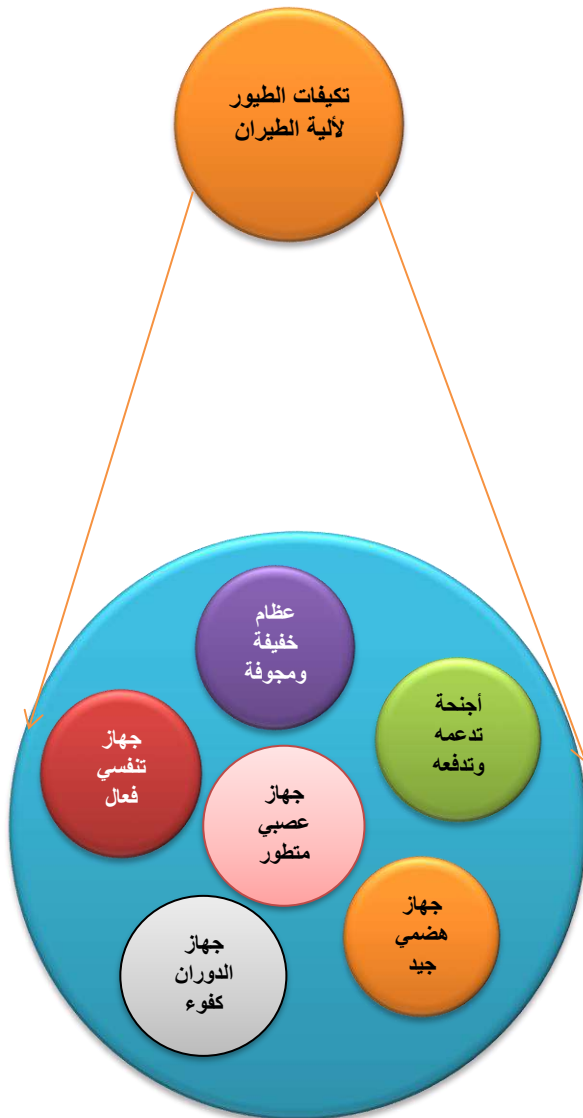 تكيفات الطيور
لألية الطيران
عظام
خفيفة
ومجوفة
أجنحة
تدعمه
وتدفعه
جهاز
تنفسي
فعال
جهاز
عصبي
متطور
جهاز
هضمي
جيد
جهاز
الدوران
كفوء